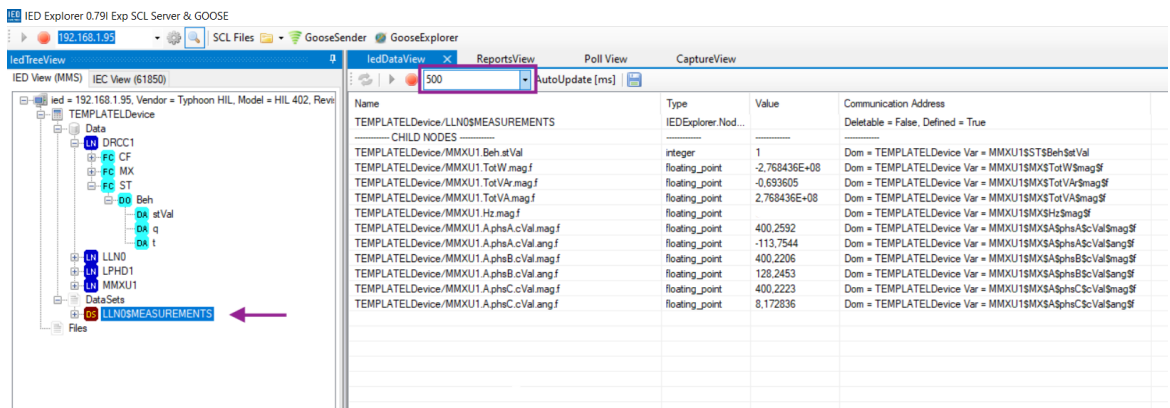 IED Explorer 0.79l Exp SCL Server & GOOSE
192.168.1.95 SCL Files GooseSender GooseExplorer
IedTreeView
IED View (MMS) IEC View (61850)
ied = 192.168.1.95, Vendor = Typhoon HIL, Model = HIL 402, Revis
TEMPLATELDevice
Data
LN DRCC1
FC CF
FC MX
FC ST
DO Beh
DA stVal
DA q
DA t
LN LLN0
LN LPHD1
LN MMXU1
DataSets
DS LLN0$MEASUREMENTS
Files
IedDataView ReportsView Poll View CaptureView
500 AutoUpdate [ms]
Name Type Value Communication Address
TEMPLATELDevice/LLN0$MEASUREMENTS IEDExplorer.Nod... Deletable = False, Defined = True
------------ CHILD NODES ------------ ------------ ------------ ------------
TEMPLATELDevice/MMXU1.Beh.stVal integer 1 Dom = TEMPLATELDevice Var = MMXU1$ST$Beh$stVal
TEMPLATELDevice/MMXU1.TotW.mag.f floating_point -2,768436E+08 Dom = TEMPLATELDevice Var = MMXU1$MX$TotW$mag$f
TEMPLATELDevice/MMXU1.TotVAr.mag.f floating_point -0,693605 Dom = TEMPLATELDevice Var = MMXU1$MX$TotVAr$mag$f
TEMPLATELDevice/MMXU1.TotVA.mag.f floating_point 2,768436E+08 Dom = TEMPLATELDevice Var = MMXU1$MX$TotVA$mag$f
TEMPLATELDevice/MMXU1.Hz.mag.f floating_point Dom = TEMPLATELDevice Var = MMXU1$MX$Hz$mag$f
TEMPLATELDevice/MMXU1.A.phsA.cVal.mag.f floating_point 400,2592 Dom = TEMPLATELDevice Var = MMXU1$MX$A$phsA$cVal$mag$f
TEMPLATELDevice/MMXU1.A.phsA.cVal.ang.f floating_point -113,7544 Dom = TEMPLATELDevice Var = MMXU1$MX$A$phsA$cVal$ang$f
TEMPLATELDevice/MMXU1.A.phsB.cVal.mag.f floating_point 400,2206 Dom = TEMPLATELDevice Var = MMXU1$MX$A$phsB$cVal$mag$f
TEMPLATELDevice/MMXU1.A.phsB.cVal.ang.f floating_point 128,2453 Dom = TEMPLATELDevice Var = MMXU1$MX$A$phsB$cVal$ang$f
TEMPLATELDevice/MMXU1.A.phsC.cVal.mag.f floating_point 400,2223 Dom = TEMPLATELDevice Var = MMXU1$MX$A$phsC$cVal$mag$f
TEMPLATELDevice/MMXU1.A.phsC.cVal.ang.f floating_point 8,172836 Dom = TEMPLATELDevice Var = MMXU1$MX$A$phsC$cVal$ang$f